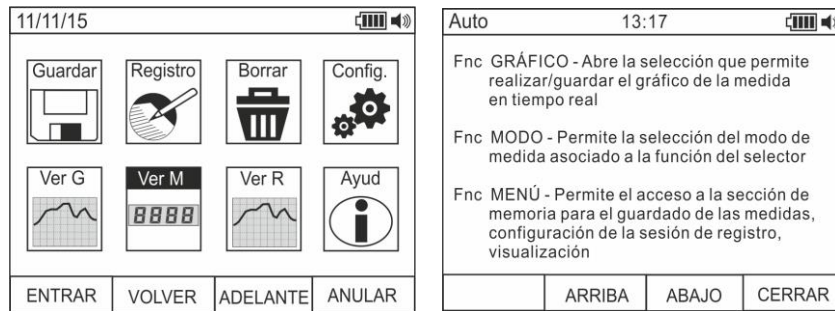 11/11/15
Guardar Registro Borrar Config.
Ver G Ver M Ver R Ayud
8888
ENTRAR VOLVER ADELANTE ANULAR
Auto 13:17
Fnc GRÁFICO - Abre la selección que permite
realizar/guardar el gráfico de la medida
en tiempo real
Fnc MODO - Permite la selección del modo de
medida asociado a la función del selector
Fnc MENÚ - Permite el acceso a la sección de
memoria para el guardado de las medidas,
configuración de la sesión de registro,
visualización
ARRIBA ABAJO CERRAR